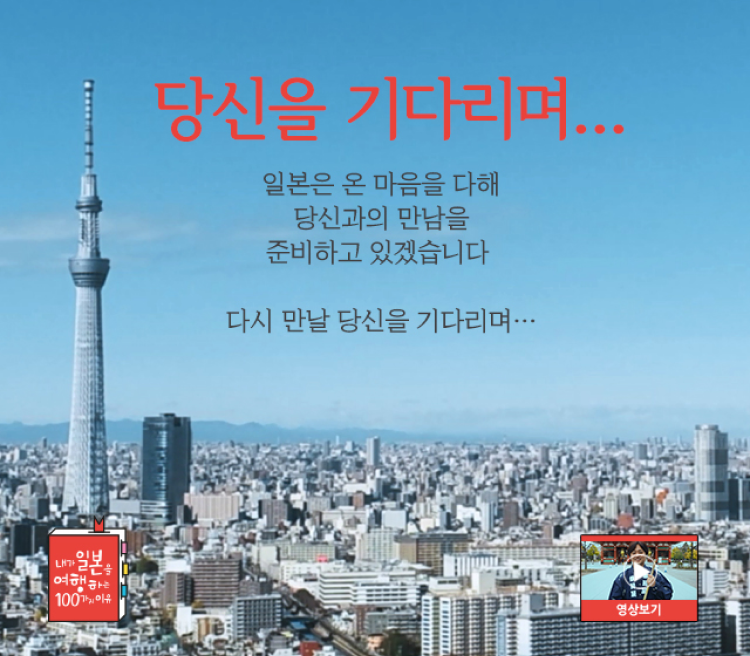 당신을 기다리며...
일본은 온 마음을 다해
당신과의 만남을
준비하고 있겠습니다
다시 만날 당신을 기다리며...
내가 일본을
여행하는
100가지 이유
영상보기